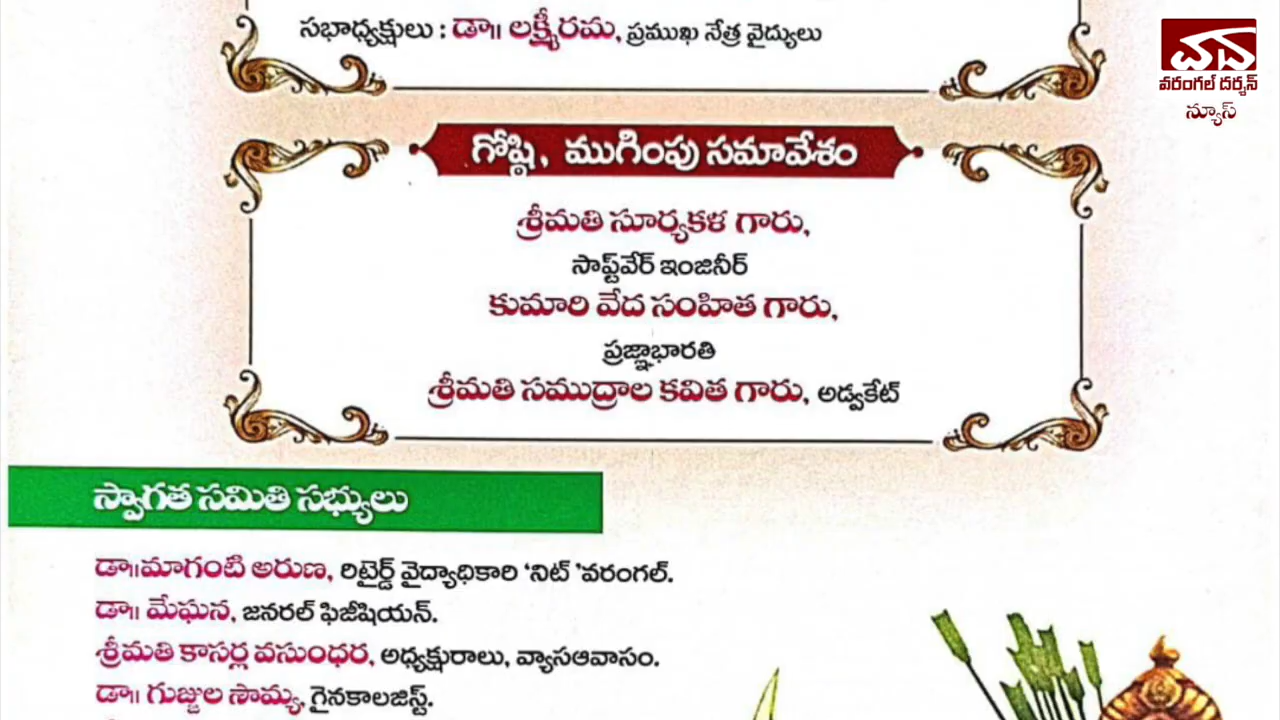 సభాధ్యక్షులు : డా॥ లక్ష్మీరమ, ప్రముఖ నేత్ర వైద్యులు
వరంగల్ దర్శన్
న్యూస్
గోష్ఠి, ముగింపు సమావేశం
శ్రీమతి సూర్యకళ గారు,
సాఫ్ట్‌వేర్ ఇంజినీర్
కుమారి వేద సంహిత గారు,
ప్రజ్ఞాభారతి
శ్రీమతి సముద్రాల కవిత గారు, అడ్వకేట్
స్వాగత సమితి సభ్యులు
డా॥మాగంటి అరుణ, రిటైర్డ్ వైద్యాధికారి ‘నిట్ ’వరంగల్.
డా॥ మేఘన, జనరల్ ఫిజీషియన్.
శ్రీమతి కాసర్ల వసుంధర, అధ్యక్షురాలు, వ్యాసఆవాసం.
డా॥ గుజ్జుల సౌమ్య, గైనకాలజిస్ట్.